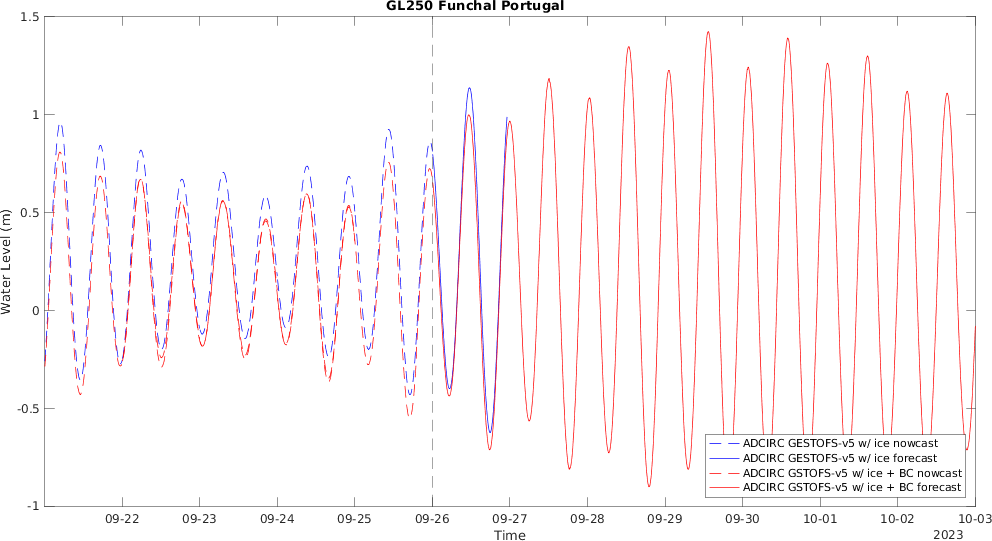 GL250 Funchal Portugal
1.5
1
0.5
0
-0.5
-1
Water Level (m)
ADCIRC GESTOFS-v5 w/ ice nowcast
ADCIRC GESTOFS-v5 w/ ice forecast
ADCIRC GSTOFS-v5 w/ ice + BC nowcast
ADCIRC GSTOFS-v5 w/ ice + BC forecast
09-22 09-23 09-24 09-25 09-26 09-27 09-28 09-29 09-30 10-01 10-02 10-03
Time
2023